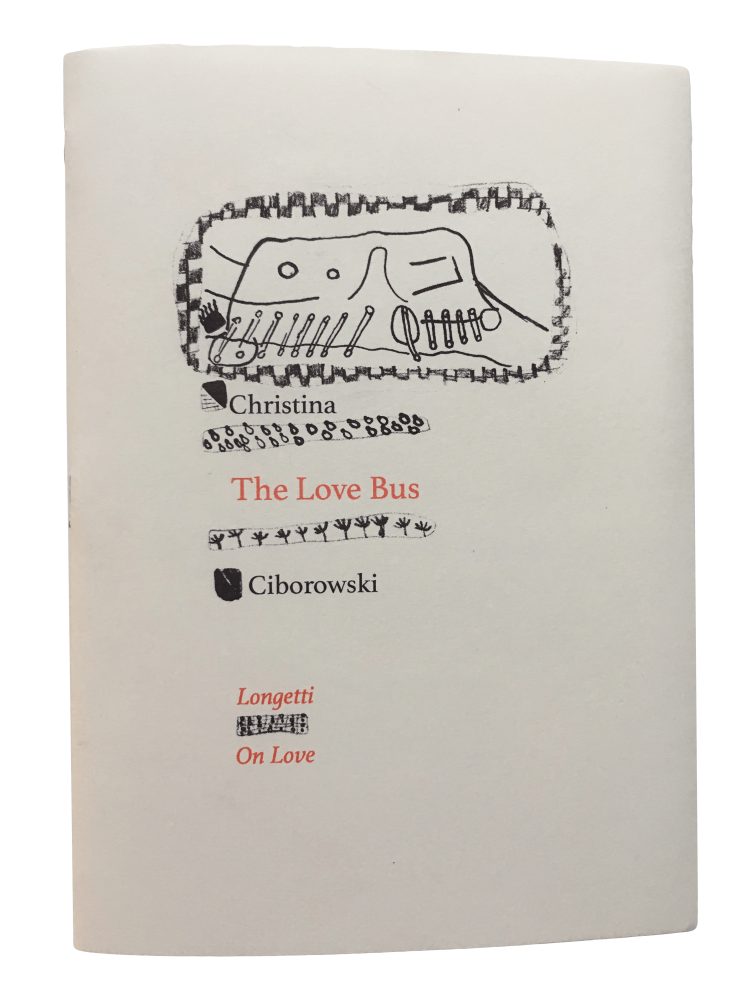 Christina
The Love Bus
Ciborowski
Longetti
On Love